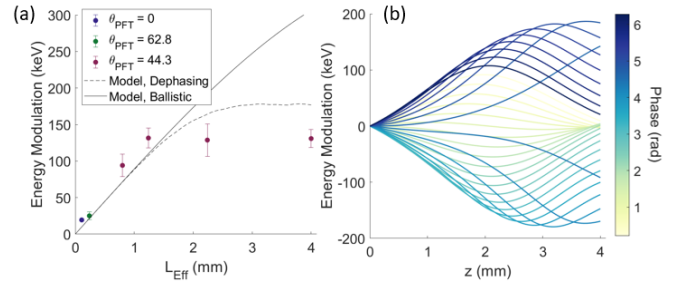 (a)
300
250
200
150
100
50
0
Energy Modulation (keV)
θPFT = 0
θPFT = 62.8
θPFT = 44.3
Model, Dephasing
Model, Ballistic
0 1 2 3 4
LEff (mm)
(b)
200
100
0
-100
-200
Energy Modulation (keV)
0 1 2 3 4
z (mm)
6
5
4
3
2
1
Phase (rad)